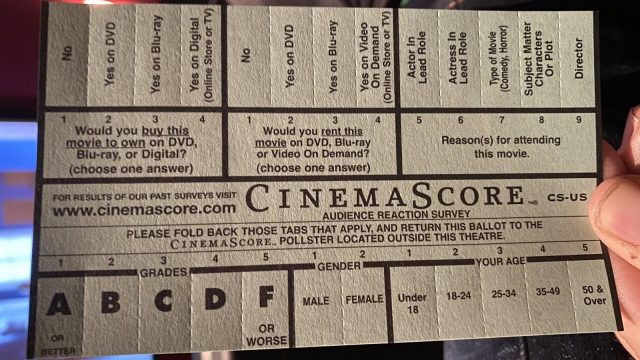 No
Yes on DVD
Yes on Blu-ray
Yes on Digital
(Online Store or TV)
No
Yes on DVD
Yes on Blu-ray
Yes on Video
On Demand
(Online Store or TV)
Actor In
Lead Role
Actress In
Lead Role
Type of Movie
(Comedy, Horror)
Subject Matter
Characters
Or Plot
Director
1 2 3 4 1 2 3 4 5 6 7 8 9
Would you buy this
movie to own on DVD,
Blu-ray, or Digital?
(choose one answer)
Would you rent this
movie on DVD, Blu-ray
or Video On Demand?
(choose one answer)
Reason(s) for attending
this movie.
FOR RESULTS OF OUR PAST SURVEYS VISIT
www.cinemascore.com
CINEMASCORE
CS-US
AUDIENCE REACTION SURVEY
PLEASE FOLD BACK THOSE TABS THAT APPLY, AND RETURN THIS BALLOT TO THE
CINEMASCORE POLLSTER LOCATED OUTSIDE THIS THEATRE.
1 2 3 4 5 1 2 1 2 3 4 5
GRADES GENDER YOUR AGE
A
OR
BETTER
B
C
D
F
OR
WORSE
MALE
FEMALE
Under
18
18-24
25-34
35-49
50 &
Over